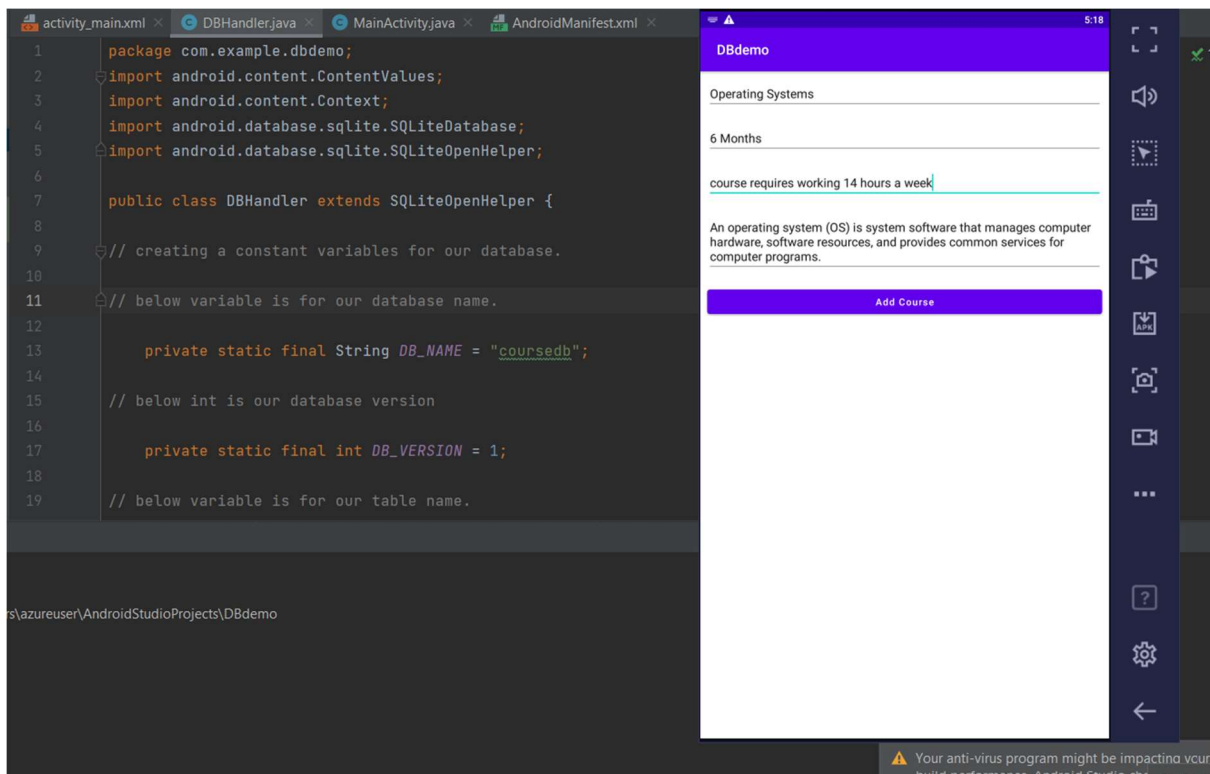 activity_main.xml × DBHandler.java × MainActivity.java × AndroidManifest.xml ×
1 package com.example.dbdemo;
2 import android.content.ContentValues;
3 import android.content.Context;
4 import android.database.sqlite.SQLiteDatabase;
5 import android.database.sqlite.SQLiteOpenHelper;
6
7 public class DBHandler extends SQLiteOpenHelper {
8
9 // creating a constant variables for our database.
10
11 // below variable is for our database name.
12
13 private static final String DB_NAME = "coursedb";
14
15 // below int is our database version
16
17 private static final int DB_VERSION = 1;
18
19 // below variable is for our table name.
s\azureuser\AndroidStudioProjects\DBdemo
5:18
DBdemo
Operating Systems
6 Months
course requires working 14 hours a week
An operating system (OS) is system software that manages computer
hardware, software resources, and provides common services for
computer programs.
Add Course
APK
?
Your anti-virus program might be impacting
build performance. Android Studio